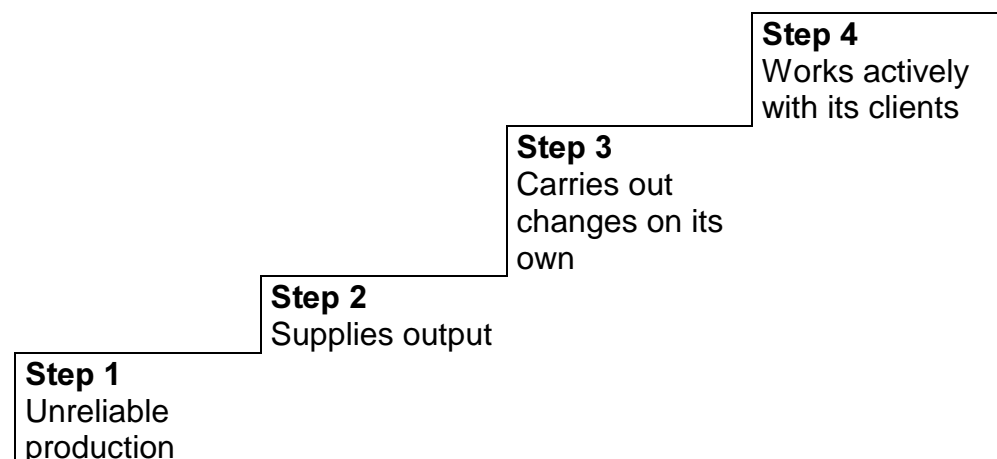 Step 4
Works actively
with its clients
Step 3
Carries out
changes on its
own
Step 2
Supplies output
Step 1
Unreliable
production